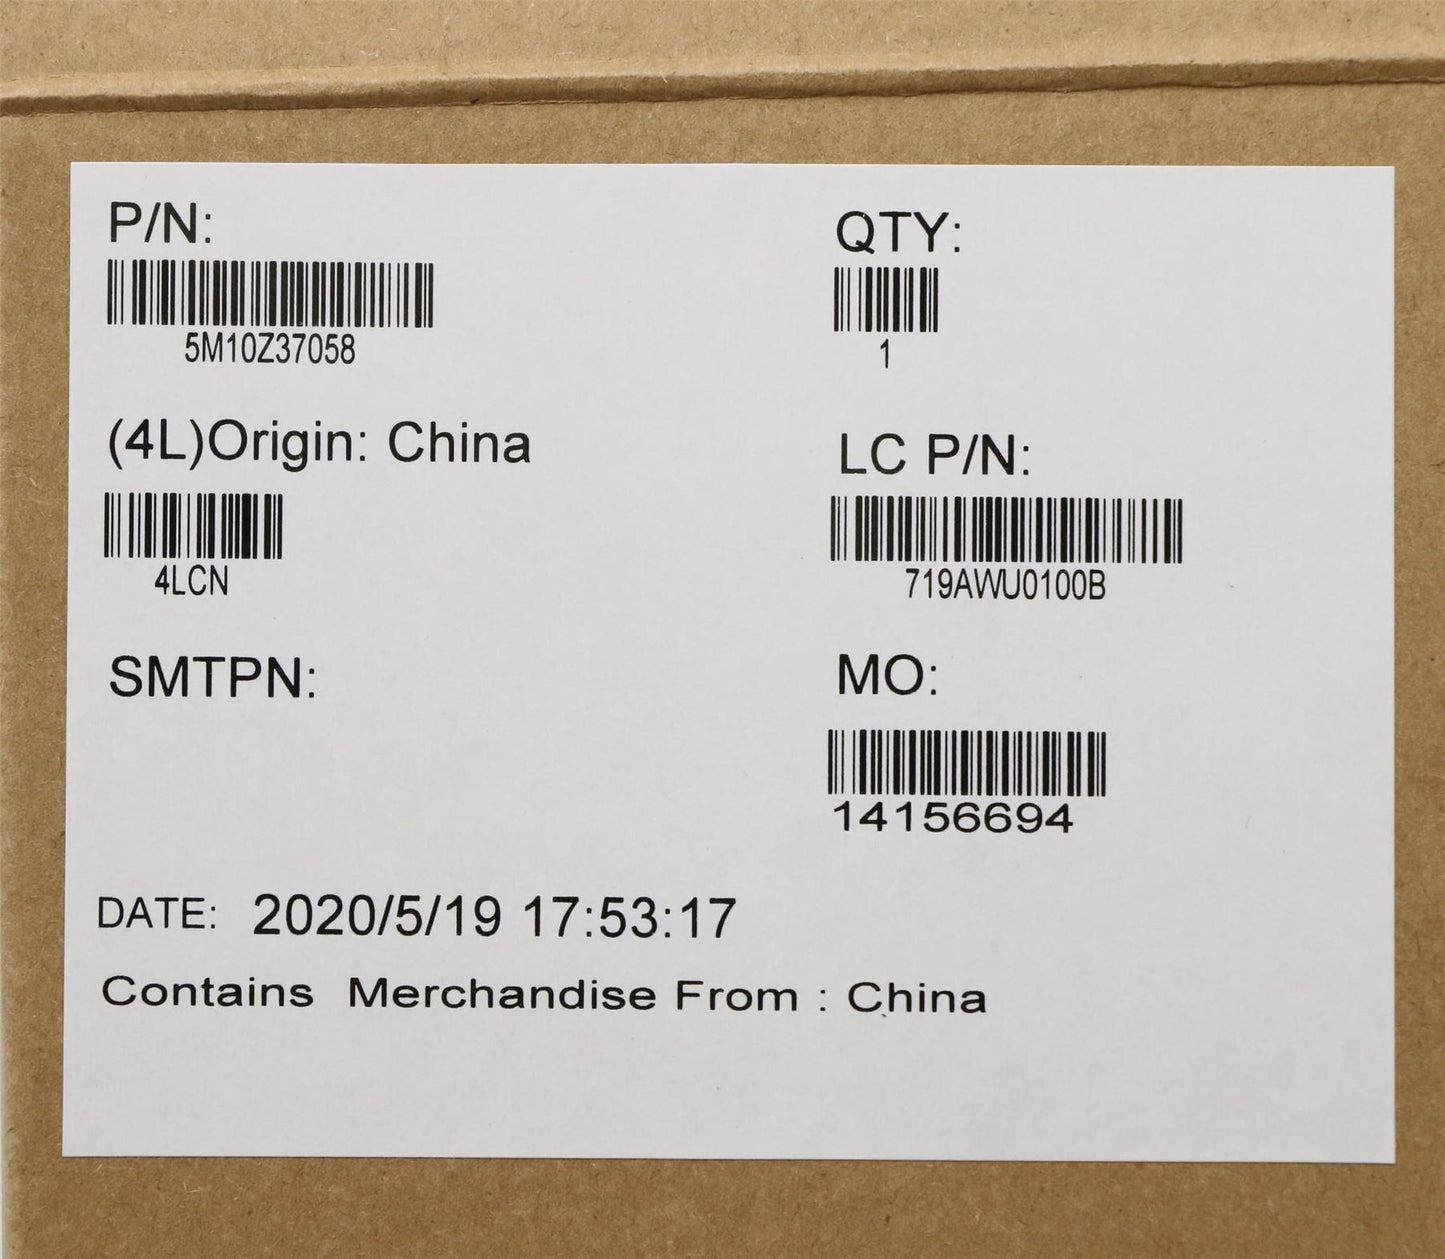 P/N:
5M10Z37058
QTY:
1
(4L)Origin: China
4LCN
LC P/N:
719AWU0100B
SMTPN:
MO:
14156694
DATE: 2020/5/19 17:53:17
Contains Merchandise From : China